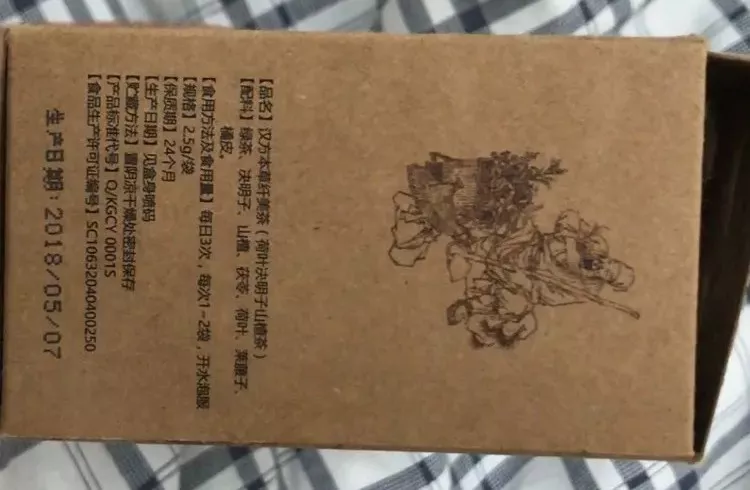 【品名】汉方本草纤美茶(荷叶决明子山楂茶)
【配料】绿茶、决明子、山楂、茯苓、荷叶、莱菔子、
橘皮。
【食用方法及食用量】每日3次,每次1-2袋,开水泡服
【规格】2.5g/袋
【保质期】24个月
【生产日期】见盒身喷码
【贮藏方法】置阴凉干燥处密封保存
【产品标准代号】Q/KGCY 0001S
【食品生产许可证编号】SC10632040400250
生产日期:2018/05/07